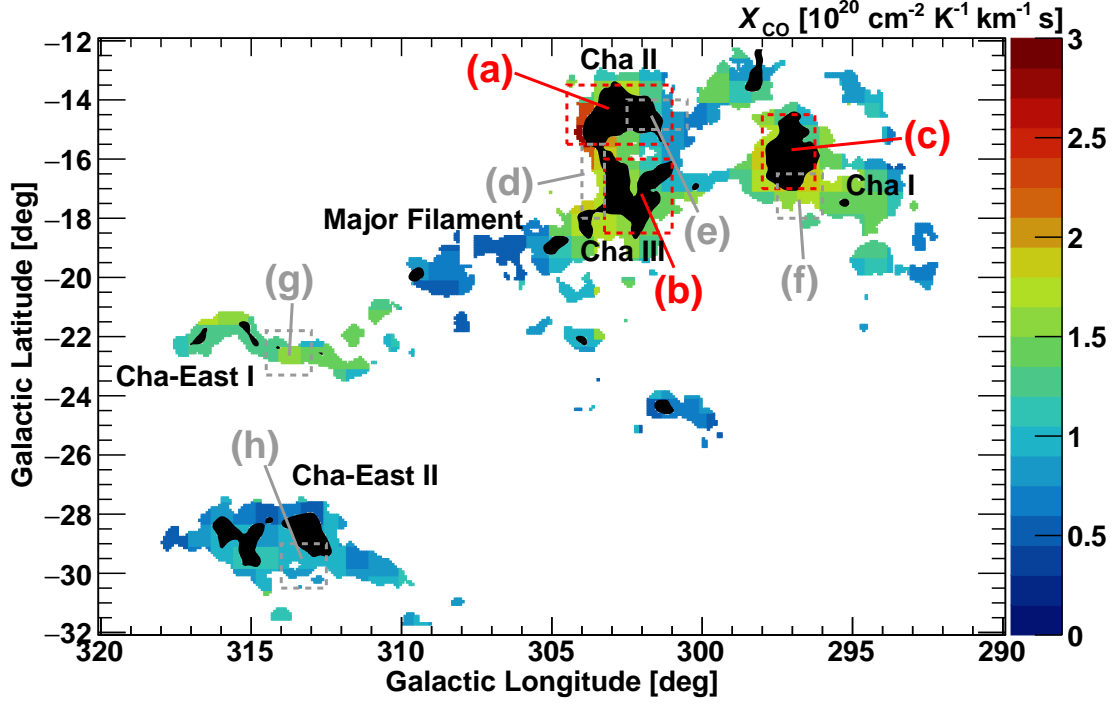 X_CO [10^20 cm^-2 K^-1 km^-1 s]
−12
−14
−16
−18
−20
−22
−24
−26
−28
−30
−32
Galactic Latitude [deg]
320
315
310
305
300
295
290
Galactic Longitude [deg]
3
2.5
2
1.5
1
0.5
0
(a)
Cha II
(c)
(d)
Cha I
Major Filament
(e)
Cha III
(b)
(f)
(g)
Cha-East I
(h)
Cha-East II